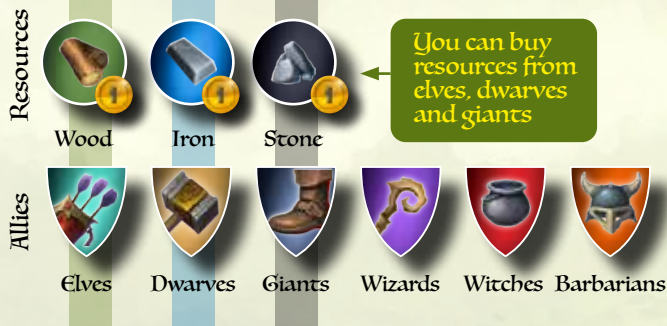 Resources
You can buy
resources from
elves, dwarves
and giants
1 1 1
Wood Iron Stone
Allies
Elves Dwarves Giants Wizards Witches Barbarians